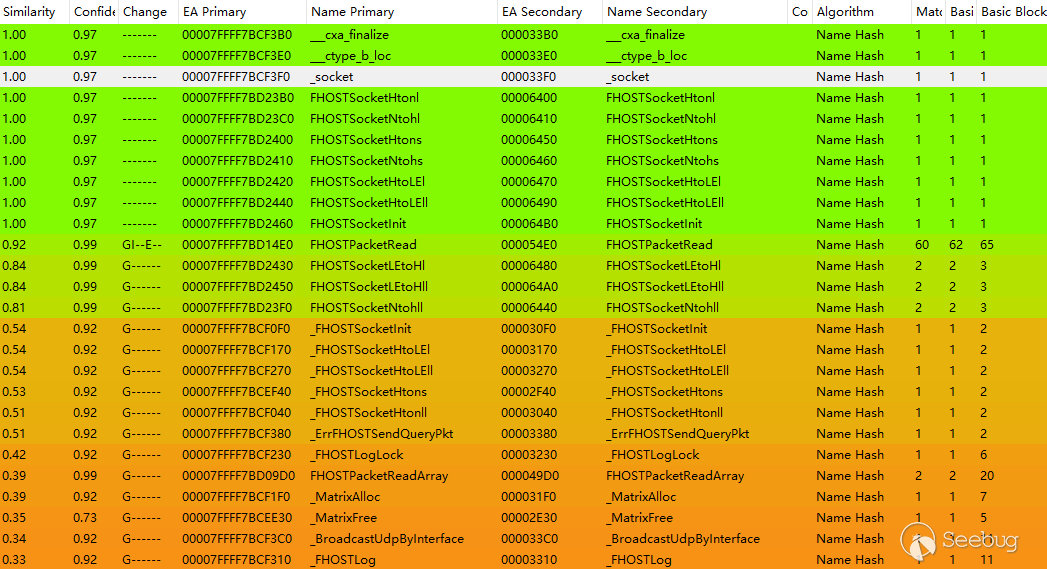 Similarity Confide Change EA Primary Name Primary EA Secondary Name Secondary Co Algorithm Matc Basi Basic Block
1.00 0.97 ------- 00007FFFF7BCF3B0 ___cxa_finalize 000033B0 ___cxa_finalize Name Hash 1 1 1
1.00 0.97 ------- 00007FFFF7BCF3E0 ___ctype_b_loc 000033E0 ___ctype_b_loc Name Hash 1 1 1
1.00 0.97 ------- 00007FFFF7BCF3F0 _socket 000033F0 _socket Name Hash 1 1 1
1.00 0.97 ------- 00007FFFF7BD23B0 FHOSTSocketHtonl 00006400 FHOSTSocketHtonl Name Hash 1 1 1
1.00 0.97 ------- 00007FFFF7BD23C0 FHOSTSocketNtohl 00006410 FHOSTSocketNtohl Name Hash 1 1 1
1.00 0.97 ------- 00007FFFF7BD2400 FHOSTSocketHtons 00006450 FHOSTSocketHtons Name Hash 1 1 1
1.00 0.97 ------- 00007FFFF7BD2410 FHOSTSocketNtohs 00006460 FHOSTSocketNtohs Name Hash 1 1 1
1.00 0.97 ------- 00007FFFF7BD2420 FHOSTSocketHtoLEl 00006470 FHOSTSocketHtoLEl Name Hash 1 1 1
1.00 0.97 ------- 00007FFFF7BD2440 FHOSTSocketHtoLEll 00006490 FHOSTSocketHtoLEll Name Hash 1 1 1
1.00 0.97 ------- 00007FFFF7BD2460 FHOSTSocketInit 000064B0 FHOSTSocketInit Name Hash 1 1 1
0.92 0.99 GI--E-- 00007FFFF7BD14E0 FHOSTPacketRead 000054E0 FHOSTPacketRead Name Hash 60 62 65
0.84 0.99 G------ 00007FFFF7BD2430 FHOSTSocketLEtoHl 00006480 FHOSTSocketLEtoHl Name Hash 2 2 3
0.84 0.99 G------ 00007FFFF7BD2450 FHOSTSocketLEtoHll 000064A0 FHOSTSocketLEtoHll Name Hash 2 2 3
0.81 0.99 G------ 00007FFFF7BD23F0 FHOSTSocketNtohll 00006440 FHOSTSocketNtohll Name Hash 2 2 3
0.54 0.92 G------ 00007FFFF7BCF0F0 _FHOSTSocketInit 000030F0 _FHOSTSocketInit Name Hash 1 1 2
0.54 0.92 G------ 00007FFFF7BCF170 _FHOSTSocketHtoLEl 00003170 _FHOSTSocketHtoLEl Name Hash 1 1 2
0.54 0.92 G------ 00007FFFF7BCF270 _FHOSTSocketHtoLEll 00003270 _FHOSTSocketHtoLEll Name Hash 1 1 2
0.53 0.92 G------ 00007FFFF7BCEF40 _FHOSTSocketHtons 00002F40 _FHOSTSocketHtons Name Hash 1 1 2
0.51 0.92 G------ 00007FFFF7BCF040 _FHOSTSocketHtonll 00003040 _FHOSTSocketHtonll Name Hash 1 1 2
0.51 0.92 G------ 00007FFFF7BCF380 _ErrFHOSTSendQueryPkt 00003380 _ErrFHOSTSendQueryPkt Name Hash 1 1 2
0.42 0.92 G------ 00007FFFF7BCF230 _FHOSTLogLock 00003230 _FHOSTLogLock Name Hash 1 1 6
0.39 0.99 G------ 00007FFFF7BD09D0 FHOSTPacketReadArray 000049D0 FHOSTPacketReadArray Name Hash 2 2 20
0.39 0.92 G------ 00007FFFF7BCF1F0 _MatrixAlloc 000031F0 _MatrixAlloc Name Hash 1 1 7
0.35 0.73 G------ 00007FFFF7BCEE30 _MatrixFree 00002E30 _MatrixFree Name Hash 1 1 5
0.34 0.92 G------ 00007FFFF7BCF3C0 _BroadcastUdpByInterface 000033C0 _BroadcastUdpByInterface Name Hash 1 1
0.33 0.92 G------ 00007FFFF7BCF310 _FHOSTLog 00003310 _FHOSTLog Name Hash 1 1 11
Seebug